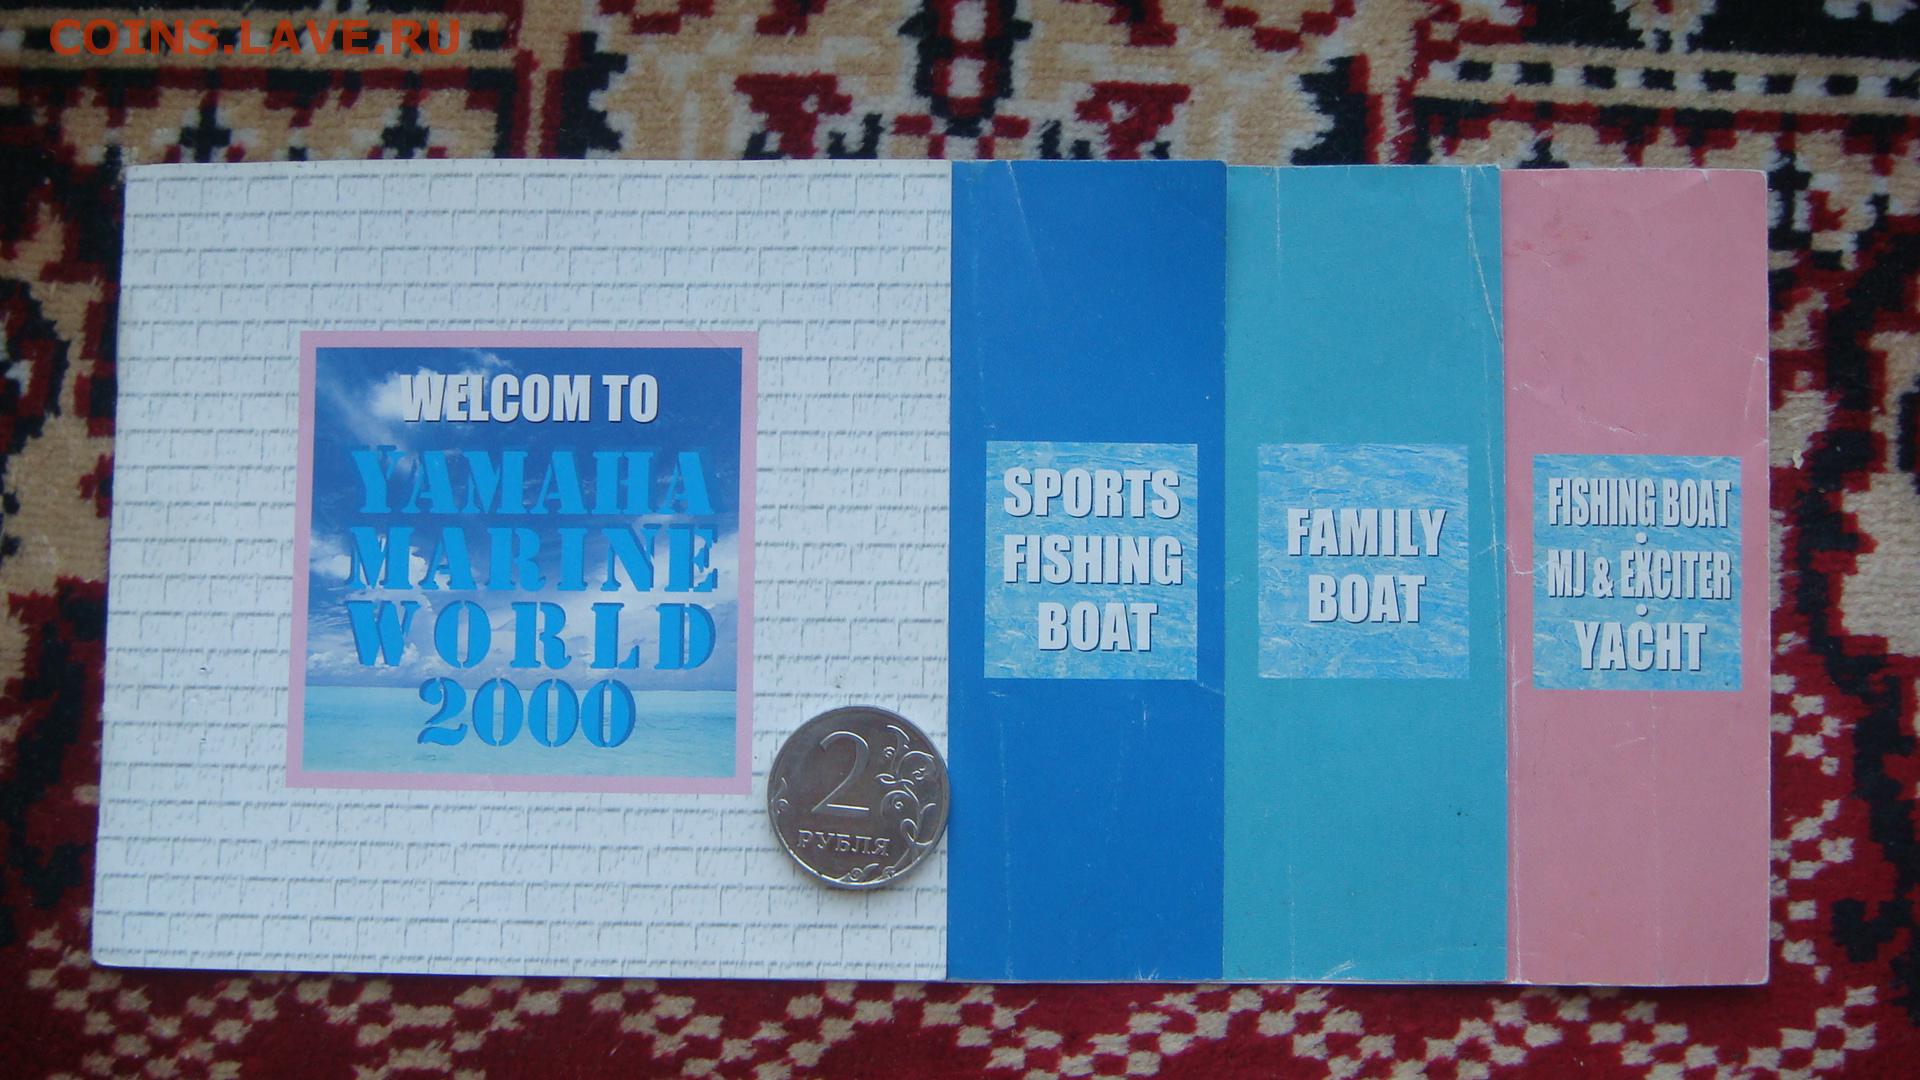 COINS.LAVE.RU
WELCOM TO
YAMAHA
MARINE
WORLD
2000
2
РУБЛЯ
SPORTS
FISHING
BOAT
FAMILY
BOAT
FISHING BOAT
·
MJ & EXCITER
·
YACHT